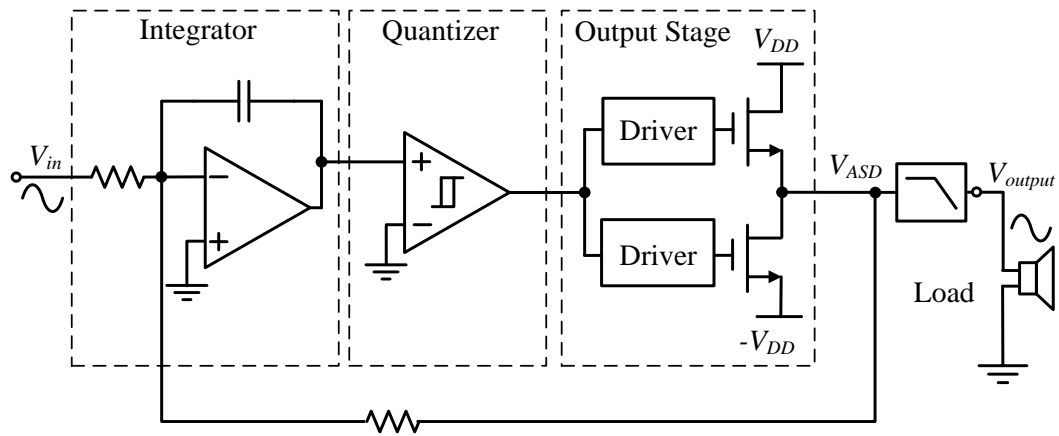 Integrator
Quantizer
Output Stage
V_DD
Driver
V_in
V_ASD
V_output
−
+
+
−
Driver
Load
-V_DD